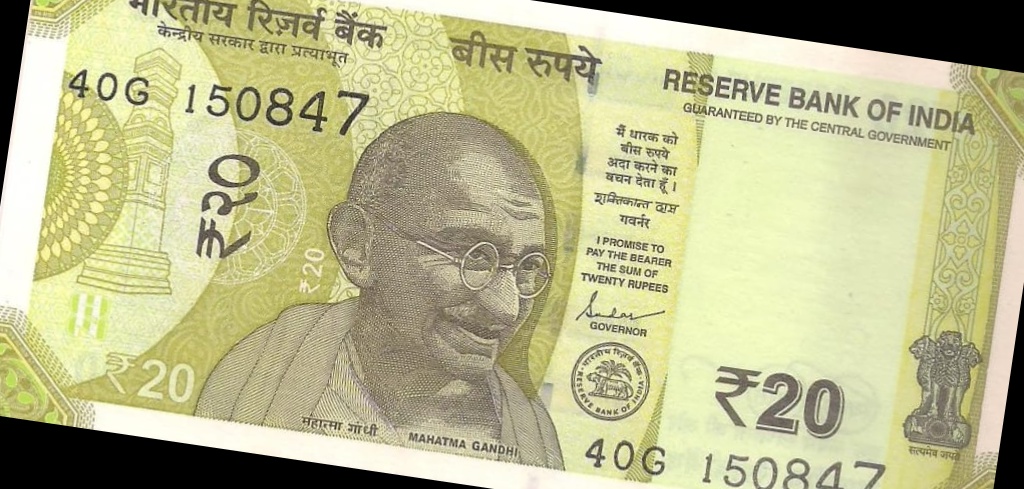 भारतीय रिज़र्व बैंक
केन्द्रीय सरकार द्वारा प्रत्याभूत
बीस रुपये
RESERVE BANK OF INDIA
GUARANTEED BY THE CENTRAL GOVERNMENT
40G 150847
₹२०
₹20
मैं धारक को
बीस रुपये
अदा करने का
वचन देता हूँ ।
शक्तिकान्त दास
गवर्नर
I PROMISE TO
PAY THE BEARER
THE SUM OF
TWENTY RUPEES
GOVERNOR
भारतीय रिज़र्व बैंक
RESERVE BANK OF INDIA
₹20
₹20
महात्मा गांधी
MAHATMA GANDHI
सत्यमेव जयते
40G 150847